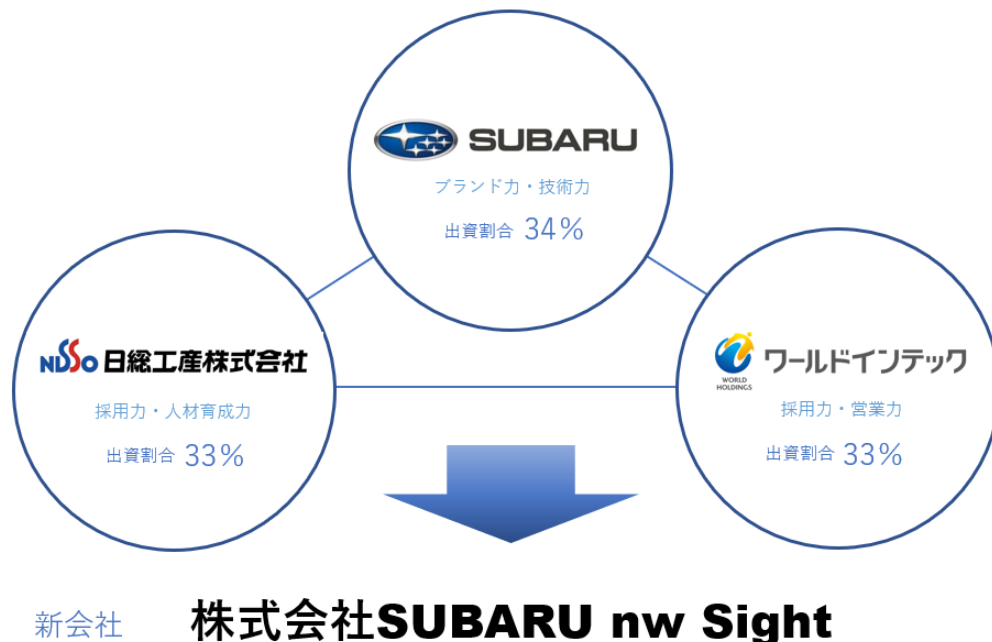 SUBARU
ブランド力・技術力
出資割合 34%
NISSO 日総工産株式会社
採用力・人材育成力
出資割合 33%
WORLD
HOLDINGS
ワールドインテック
採用力・営業力
出資割合 33%
新会社 株式会社SUBARU nw Sight